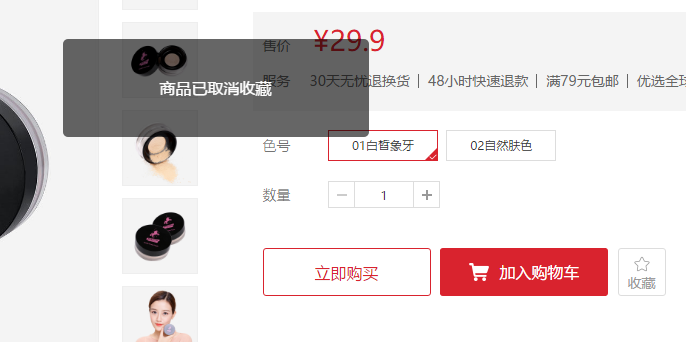 售价 ¥29.9
商品已取消收藏
服务 30天无忧退换货 | 48小时快速退款 | 满79元包邮 | 优选全球
色号 01白皙象牙 02自然肤色
数量 − 1 +
立即购买 加入购物车 收藏